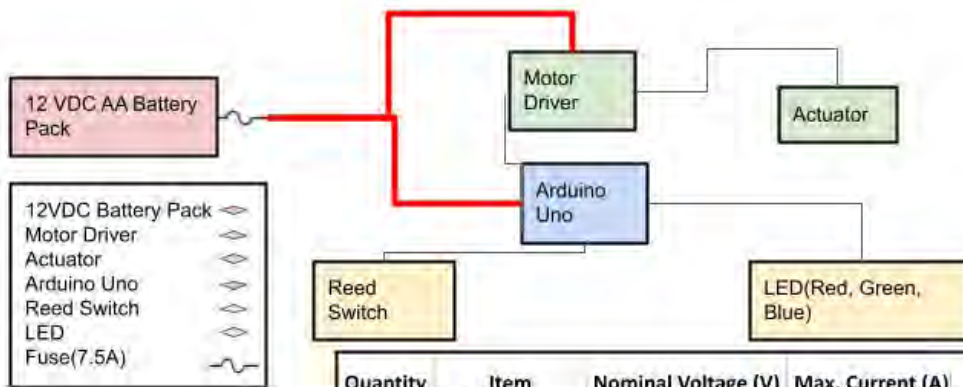 12 VDC AA Battery
Pack
Motor
Driver
Actuator
Arduino
Uno
Reed
Switch
LED(Red, Green,
Blue)
12VDC Battery Pack
Motor Driver
Actuator
Arduino Uno
Reed Switch
LED
Fuse(7.5A)
Quantity Item Nominal Voltage (V) Max. Current (A)